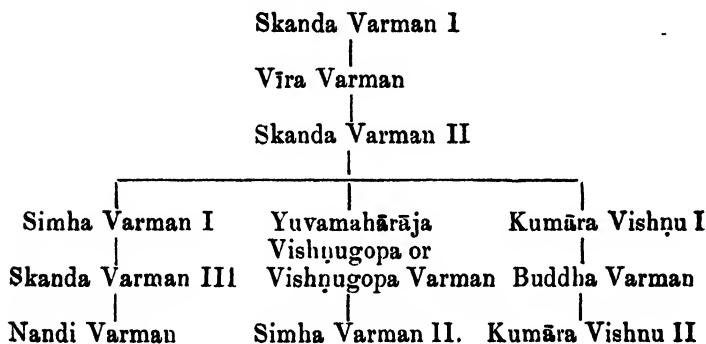 Skanda Varman I
Vīra Varman
Skanda Varman II
Simha Varman I Yuvamahārāja Kumāra Vishṇu I
Vishṇugopa or
Skanda Varman III Vishṇugopa Varman Buddha Varman
Nandi Varman Simha Varman II. Kumāra Vishnu II